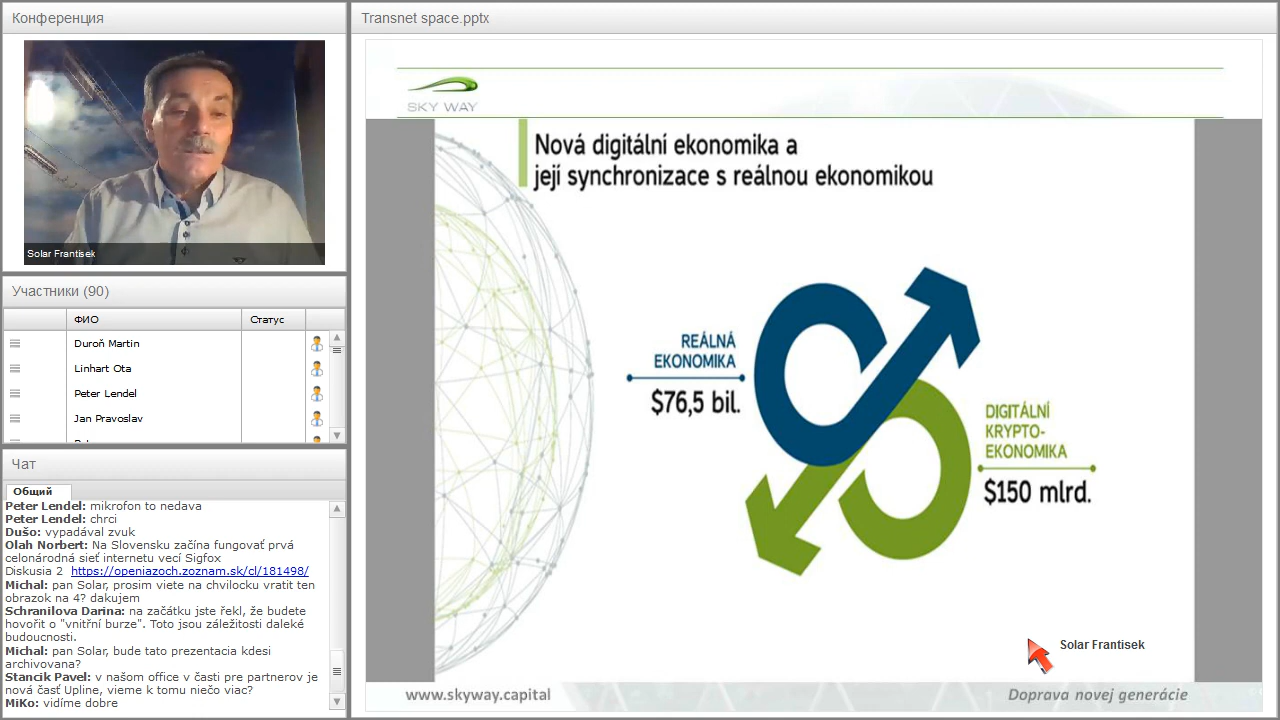 Конференция
Solar Frantisek
Участники (90)
ФИО
Статус
Duroň Martin
Linhart Ota
Peter Lendel
Jan Pravoslav
Чат
Общий
Peter Lendel: mikrofon to nedava
Peter Lendel: chrci
Dušo: vypadával zvuk
Olah Norbert: Na Slovensku začína fungovať prvá
celonárodná sieť internetu vecí Sigfox
Diskusia 2 https://openiazoch.zoznam.sk/cl/181498/
Michal: pan Solar, prosim viete na chvilocku vratit ten
obrazok na 4? dakujem
Schranilova Darina: na začátku jste řekl, že budete
hovořit o "vnitřní burze". Toto jsou záležitosti daleké
budoucnosti.
Michal: pan Solar, bude tato prezentacia kdesi
archivovana?
Stancik Pavel: v našom office v časti pre partnerov je
nová časť Upline, vieme k tomu niečo viac?
MiKo: vidíme dobre
Transnet space.pptx
SKY WAY
Nová digitální ekonomika a
její synchronizace s reálnou ekonomikou
REÁLNÁ
EKONOMIKA
$76,5 bil.
DIGITÁLNÍ
KRYPTO-
EKONOMIKA
$150 mlrd.
Solar Frantisek
www.skyway.capital
Doprava novej generácie